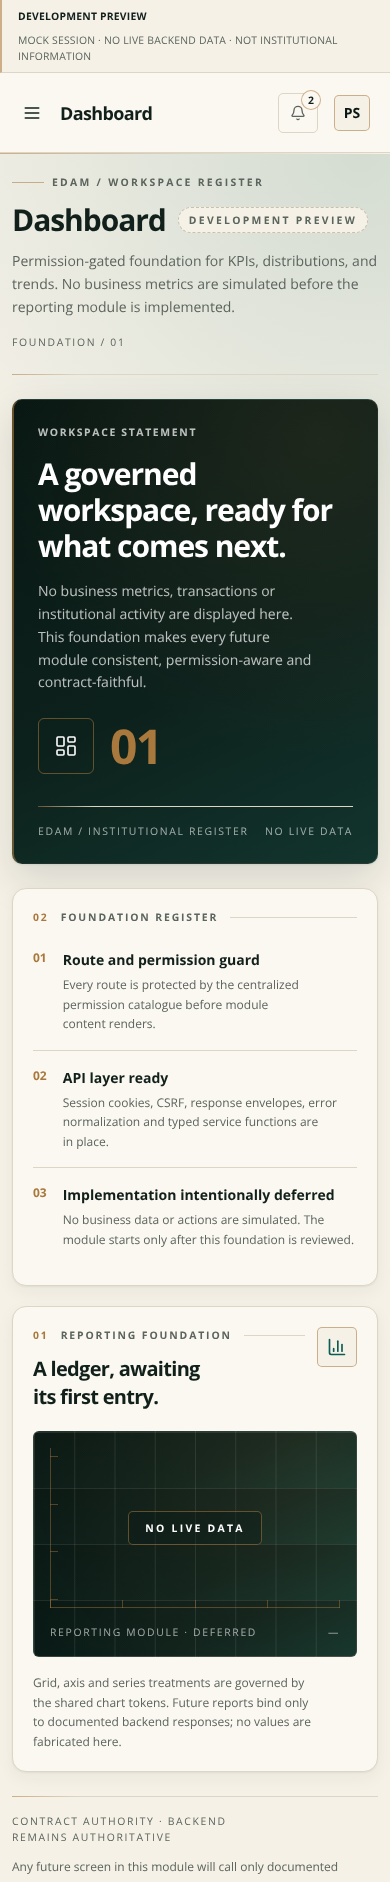 DEVELOPMENT PREVIEW
MOCK SESSION · NO LIVE BACKEND DATA · NOT INSTITUTIONAL
INFORMATION
Dashboard
2
PS
EDAM / WORKSPACE REGISTER
Dashboard
DEVELOPMENT PREVIEW
Permission-gated foundation for KPIs, distributions, and
trends. No business metrics are simulated before the
reporting module is implemented.
FOUNDATION / 01
WORKSPACE STATEMENT
A governed
workspace, ready for
what comes next.
No business metrics, transactions or
institutional activity are displayed here.
This foundation makes every future
module consistent, permission-aware and
contract-faithful.
01
EDAM / INSTITUTIONAL REGISTER NO LIVE DATA
02 FOUNDATION REGISTER
01 Route and permission guard
Every route is protected by the centralized
permission catalogue before module
content renders.
02 API layer ready
Session cookies, CSRF, response envelopes, error
normalization and typed service functions are
in place.
03 Implementation intentionally deferred
No business data or actions are simulated. The
module starts only after this foundation is reviewed.
01 REPORTING FOUNDATION
A ledger, awaiting
its first entry.
NO LIVE DATA
REPORTING MODULE · DEFERRED —
Grid, axis and series treatments are governed by
the shared chart tokens. Future reports bind only
to documented backend responses; no values are
fabricated here.
CONTRACT AUTHORITY · BACKEND
REMAINS AUTHORITATIVE
Any future screen in this module will call only documented